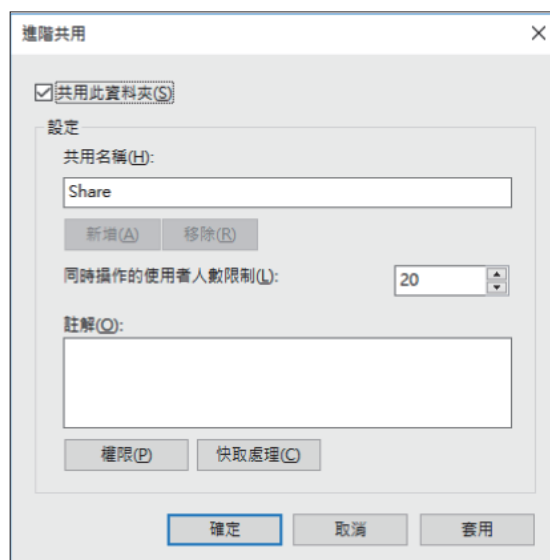 進階共用
共用此資料夾(S)
設定
共用名稱(H):
Share
新增(A) 移除(R)
同時操作的使用者人數限制(L): 20
註解(O):
權限(P) 快取處理(C)
確定 取消 套用